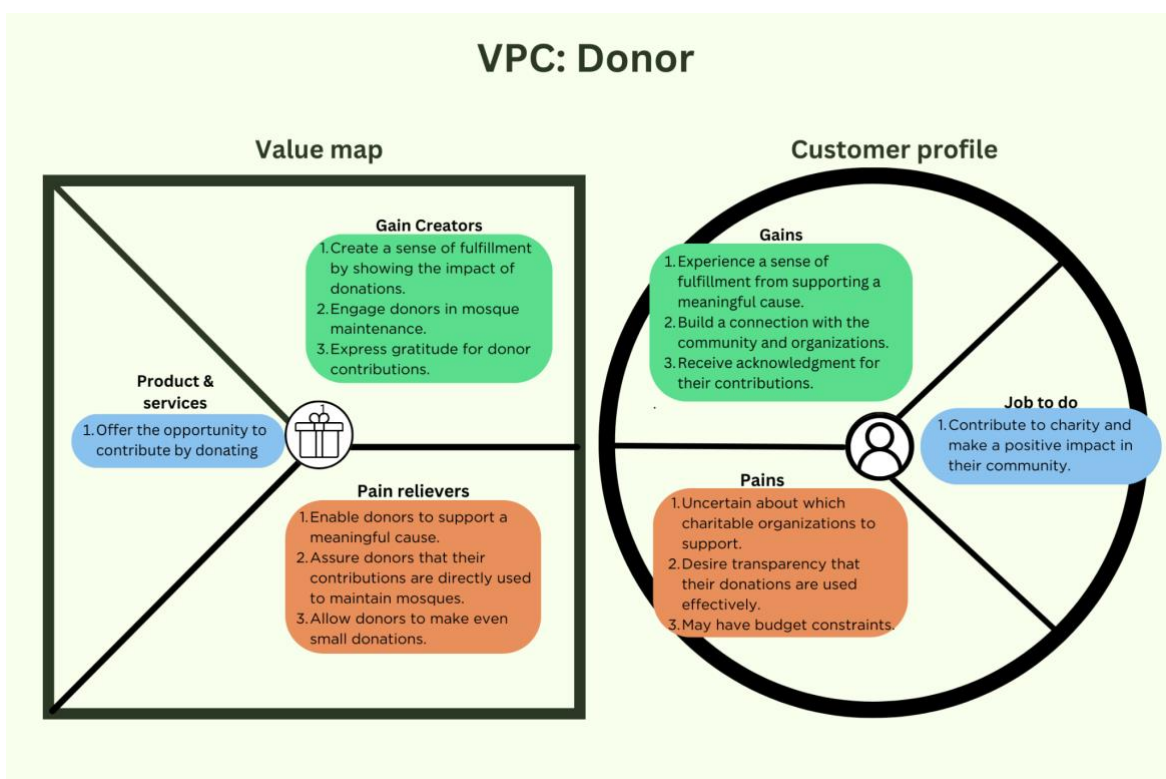 VPC: Donor
Value map
Gain Creators
1. Create a sense of fulfillment
by showing the impact of
donations.
2. Engage donors in mosque
maintenance.
3. Express gratitude for donor
contributions.
Product &
services
1. Offer the opportunity to
contribute by donating
1
Pain relievers
1. Enable donors to support a
meaningful cause.
2. Assure donors that their
contributions are directly used
to maintain mosques.
3. Allow donors to make even
small donations.
Customer profile
Gains
1. Experience a sense of
fulfillment from supporting a
meaningful cause.
2. Build a connection with the
community and organizations.
3. Receive acknowledgment for
their contributions.
.
Job to do
1. Contribute to charity and
make a positive impact in
their community.
Pains
1. Uncertain about which
charitable organizations to
support.
2. Desire transparency that
their donations are used
effectively.
3. May have budget constraints.